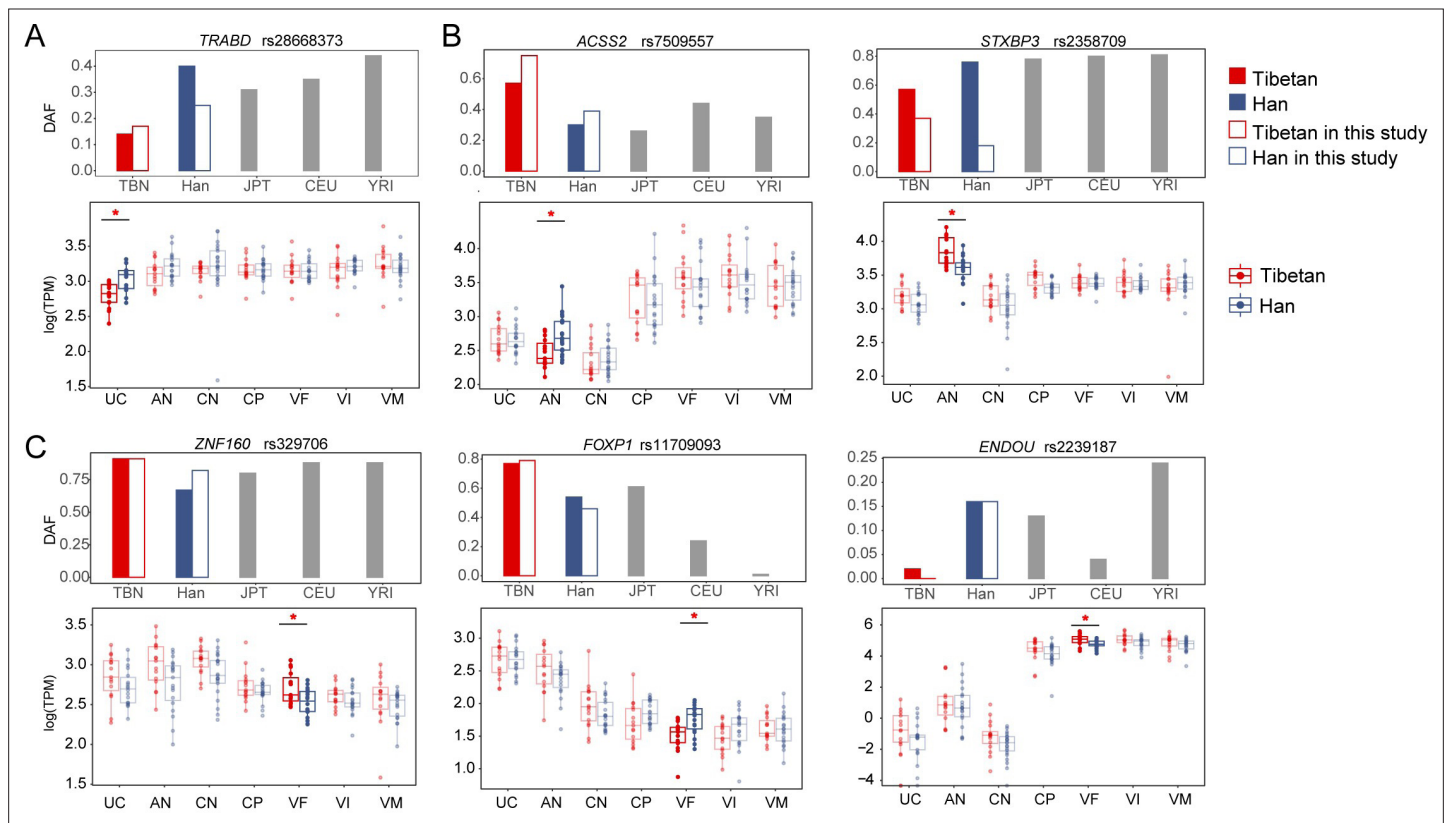 A
TRABD rs28668373
DAF
0.4
0.3
0.2
0.1
0.0
TBN Han JPT CEU YRI
*
log(TPM)
3.5
3.0
2.5
2.0
1.5
UC AN CN CP VF VI VM
B
ACSS2 rs7509557
0.6
0.4
0.2
0.0
TBN Han JPT CEU YRI
*
4.0
3.5
3.0
2.5
2.0
UC AN CN CP VF VI VM
STXBP3 rs2358709
0.8
0.6
0.4
0.2
0.0
TBN Han JPT CEU YRI
*
4.0
3.5
3.0
2.5
2.0
UC AN CN CP VF VI VM
Tibetan
Han
Tibetan in this study
Han in this study
Tibetan
Han
C
ZNF160 rs329706
DAF
0.75
0.50
0.25
0.00
TBN Han JPT CEU YRI
*
log(TPM)
3.5
3.0
2.5
2.0
1.5
UC AN CN CP VF VI VM
FOXP1 rs11709093
0.8
0.6
0.4
0.2
0.0
TBN Han JPT CEU YRI
*
3.0
2.5
2.0
1.5
1.0
UC AN CN CP VF VI VM
ENDOU rs2239187
0.25
0.20
0.15
0.10
0.05
0.00
TBN Han JPT CEU YRI
*
6
4
2
0
−2
−4
UC AN CN CP VF VI VM